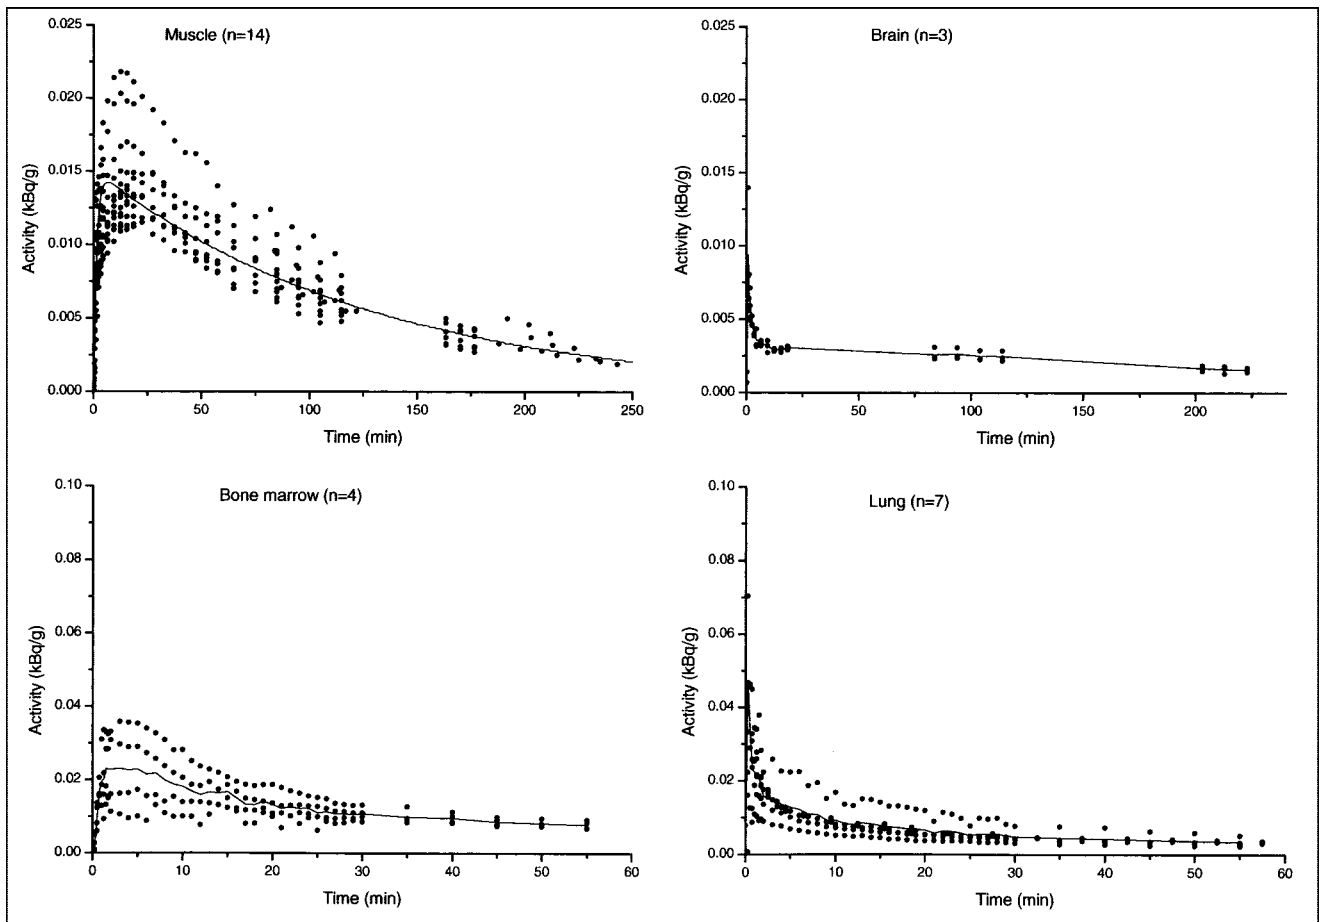 Muscle (n=14)
0.025
0.020
0.015
0.010
0.005
0.000
Activity (kBq/g)
0 50 100 150 200 250
Time (min)
Brain (n=3)
0.025
0.020
0.015
0.010
0.005
0.000
Activity (kBq/g)
0 50 100 150 200
Time (min)
Bone marrow (n=4)
0.10
0.08
0.06
0.04
0.02
0.00
Activity (kBq/g)
0 10 20 30 40 50 60
Time (min)
Lung (n=7)
0.10
0.08
0.06
0.04
0.02
0.00
Activity (kBq/g)
0 10 20 30 40 50 60
Time (min)